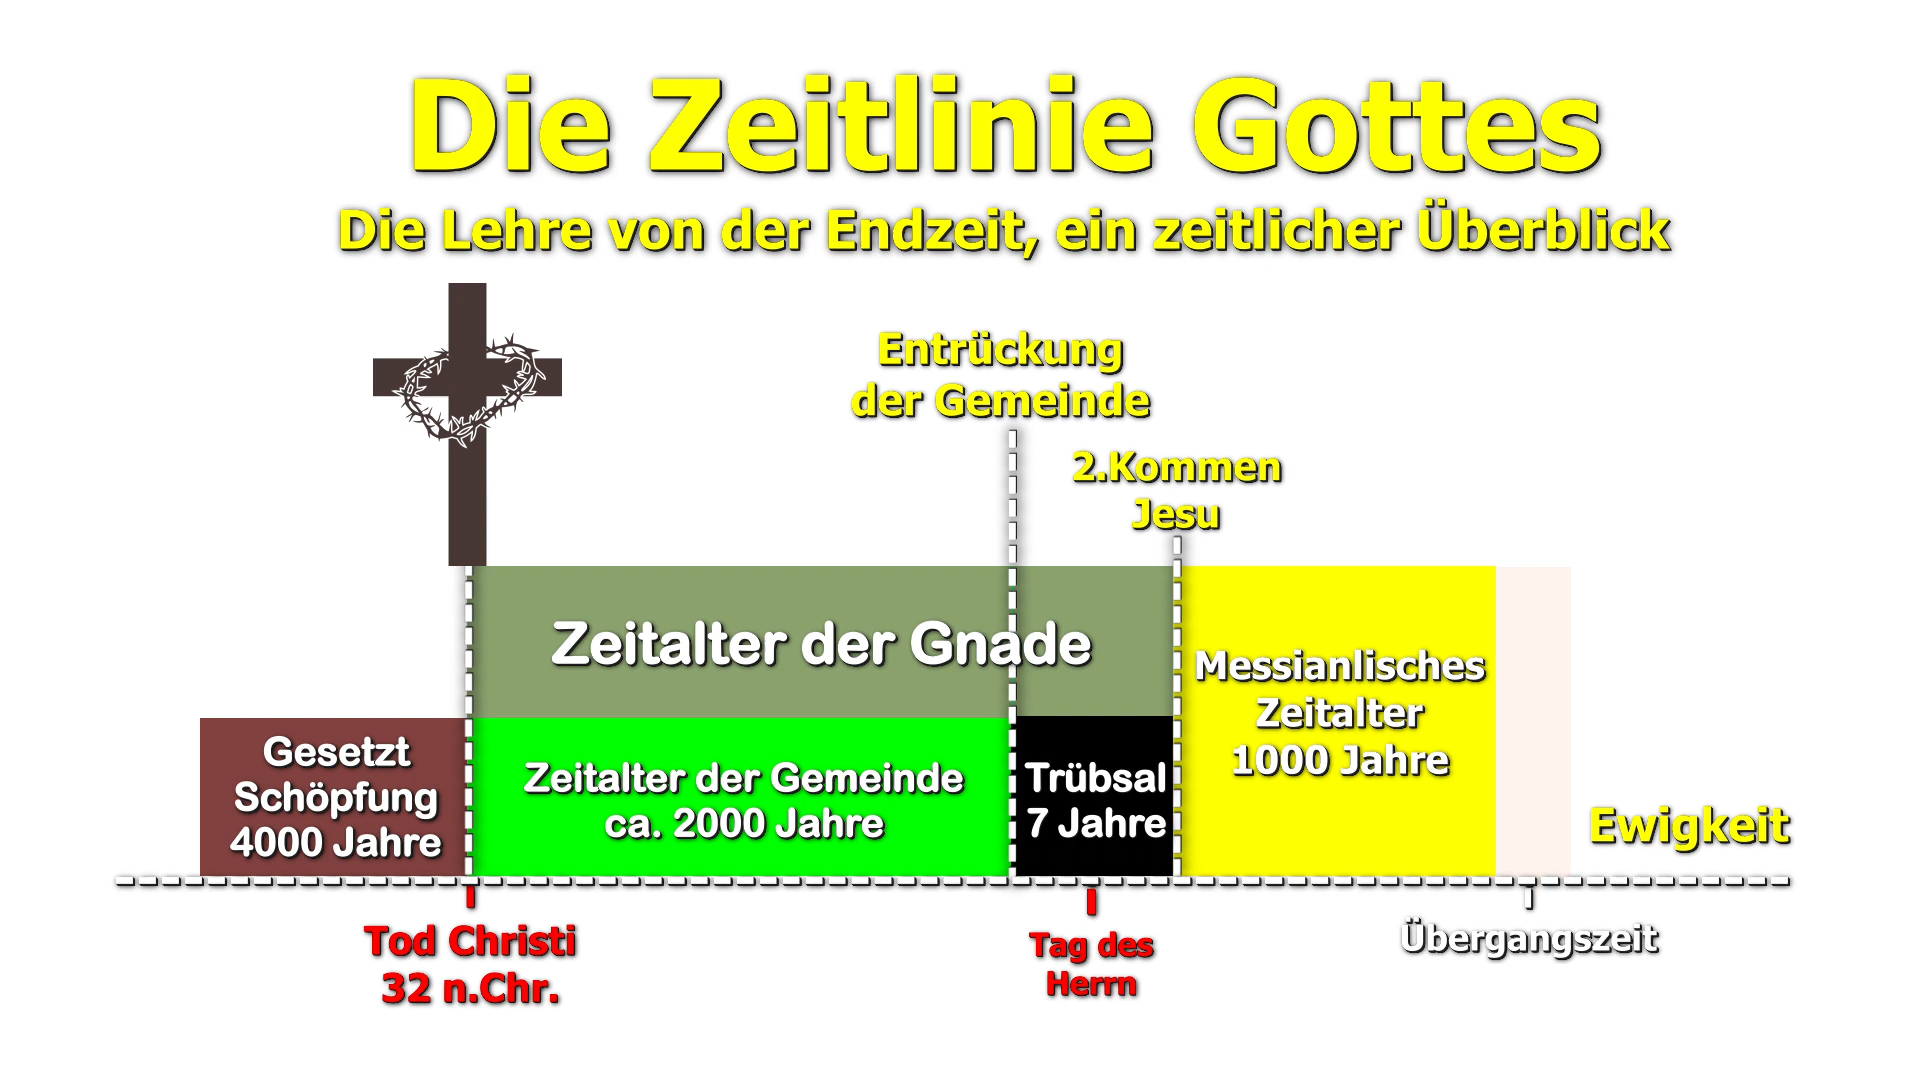 Die Zeitlinie Gottes
Die Lehre von der Endzeit, ein zeitlicher Überblick
Entrückung
der Gemeinde
2.Kommen
Jesu
Zeitalter der Gnade
Messianlisches
Zeitalter
1000 Jahre
Gesetzt
Schöpfung
4000 Jahre
Zeitalter der Gemeinde
ca. 2000 Jahre
Trübsal
7 Jahre
Ewigkeit
Tod Christi
32 n.Chr.
Tag des
Herrn
Übergangszeit